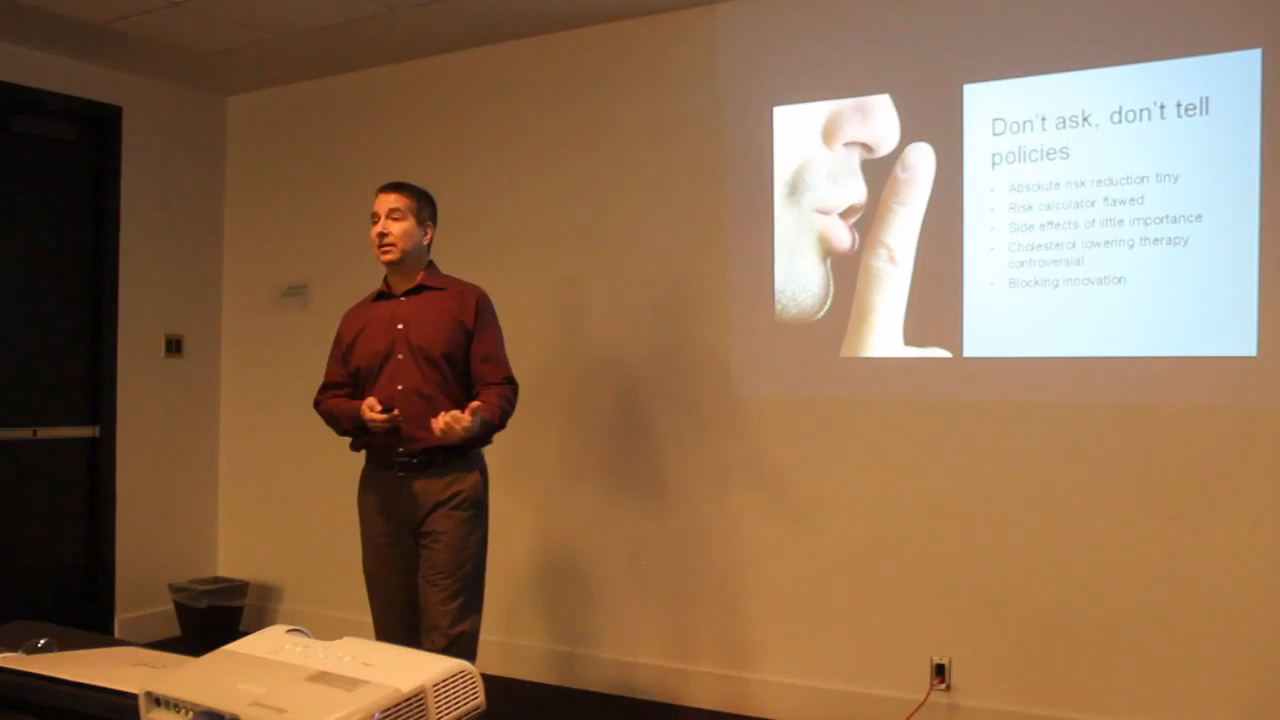 Don't ask, don't tell
policies
Absolute risk reduction tiny
Risk calculator flawed
Side effects of little importance
Cholesterol lowering therapy
controversial
Blocking innovation